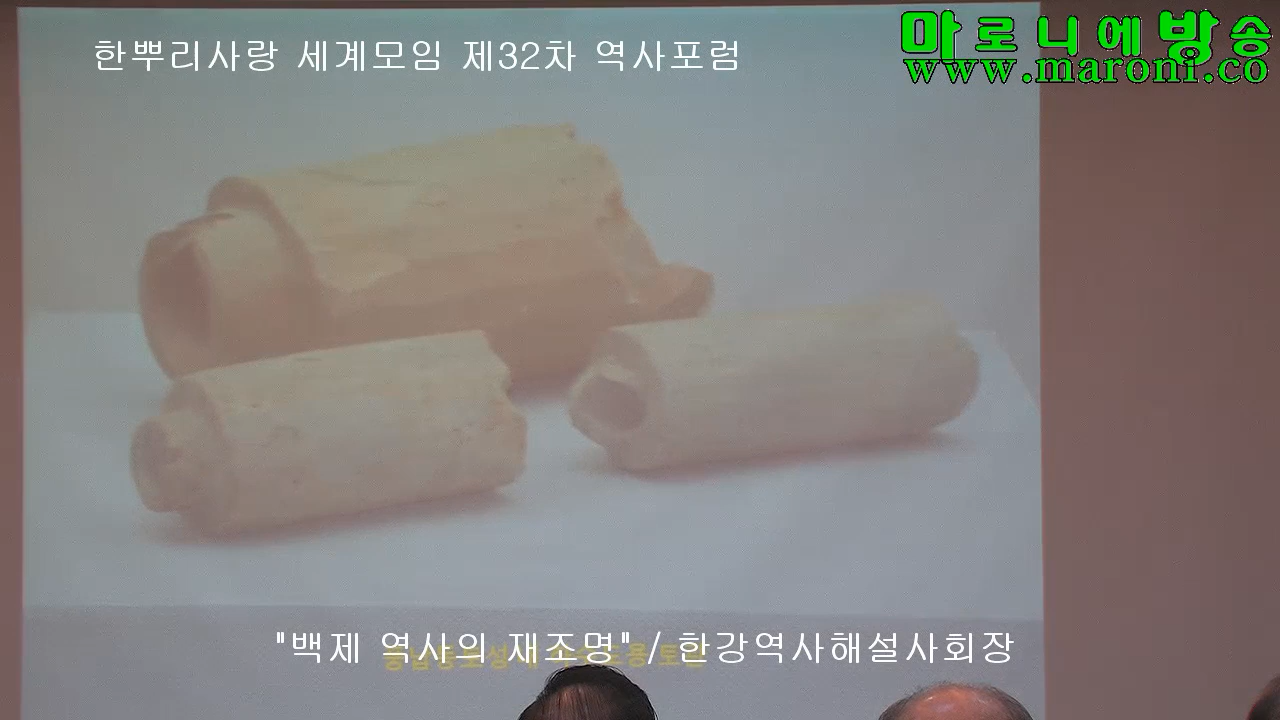 한뿌리사랑 세계모임 제32차 역사포럼
마로니에방송
www.maroni.co
"백제 역사의 재조명" / 한강역사해설사회장